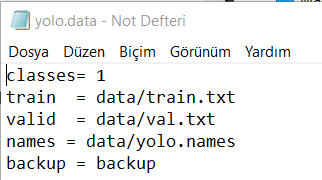 yolo.data - Not Defteri
Dosya Düzen Biçim Görünüm Yardım
classes= 1
train  = data/train.txt
valid  = data/val.txt
names = data/yolo.names
backup = backup